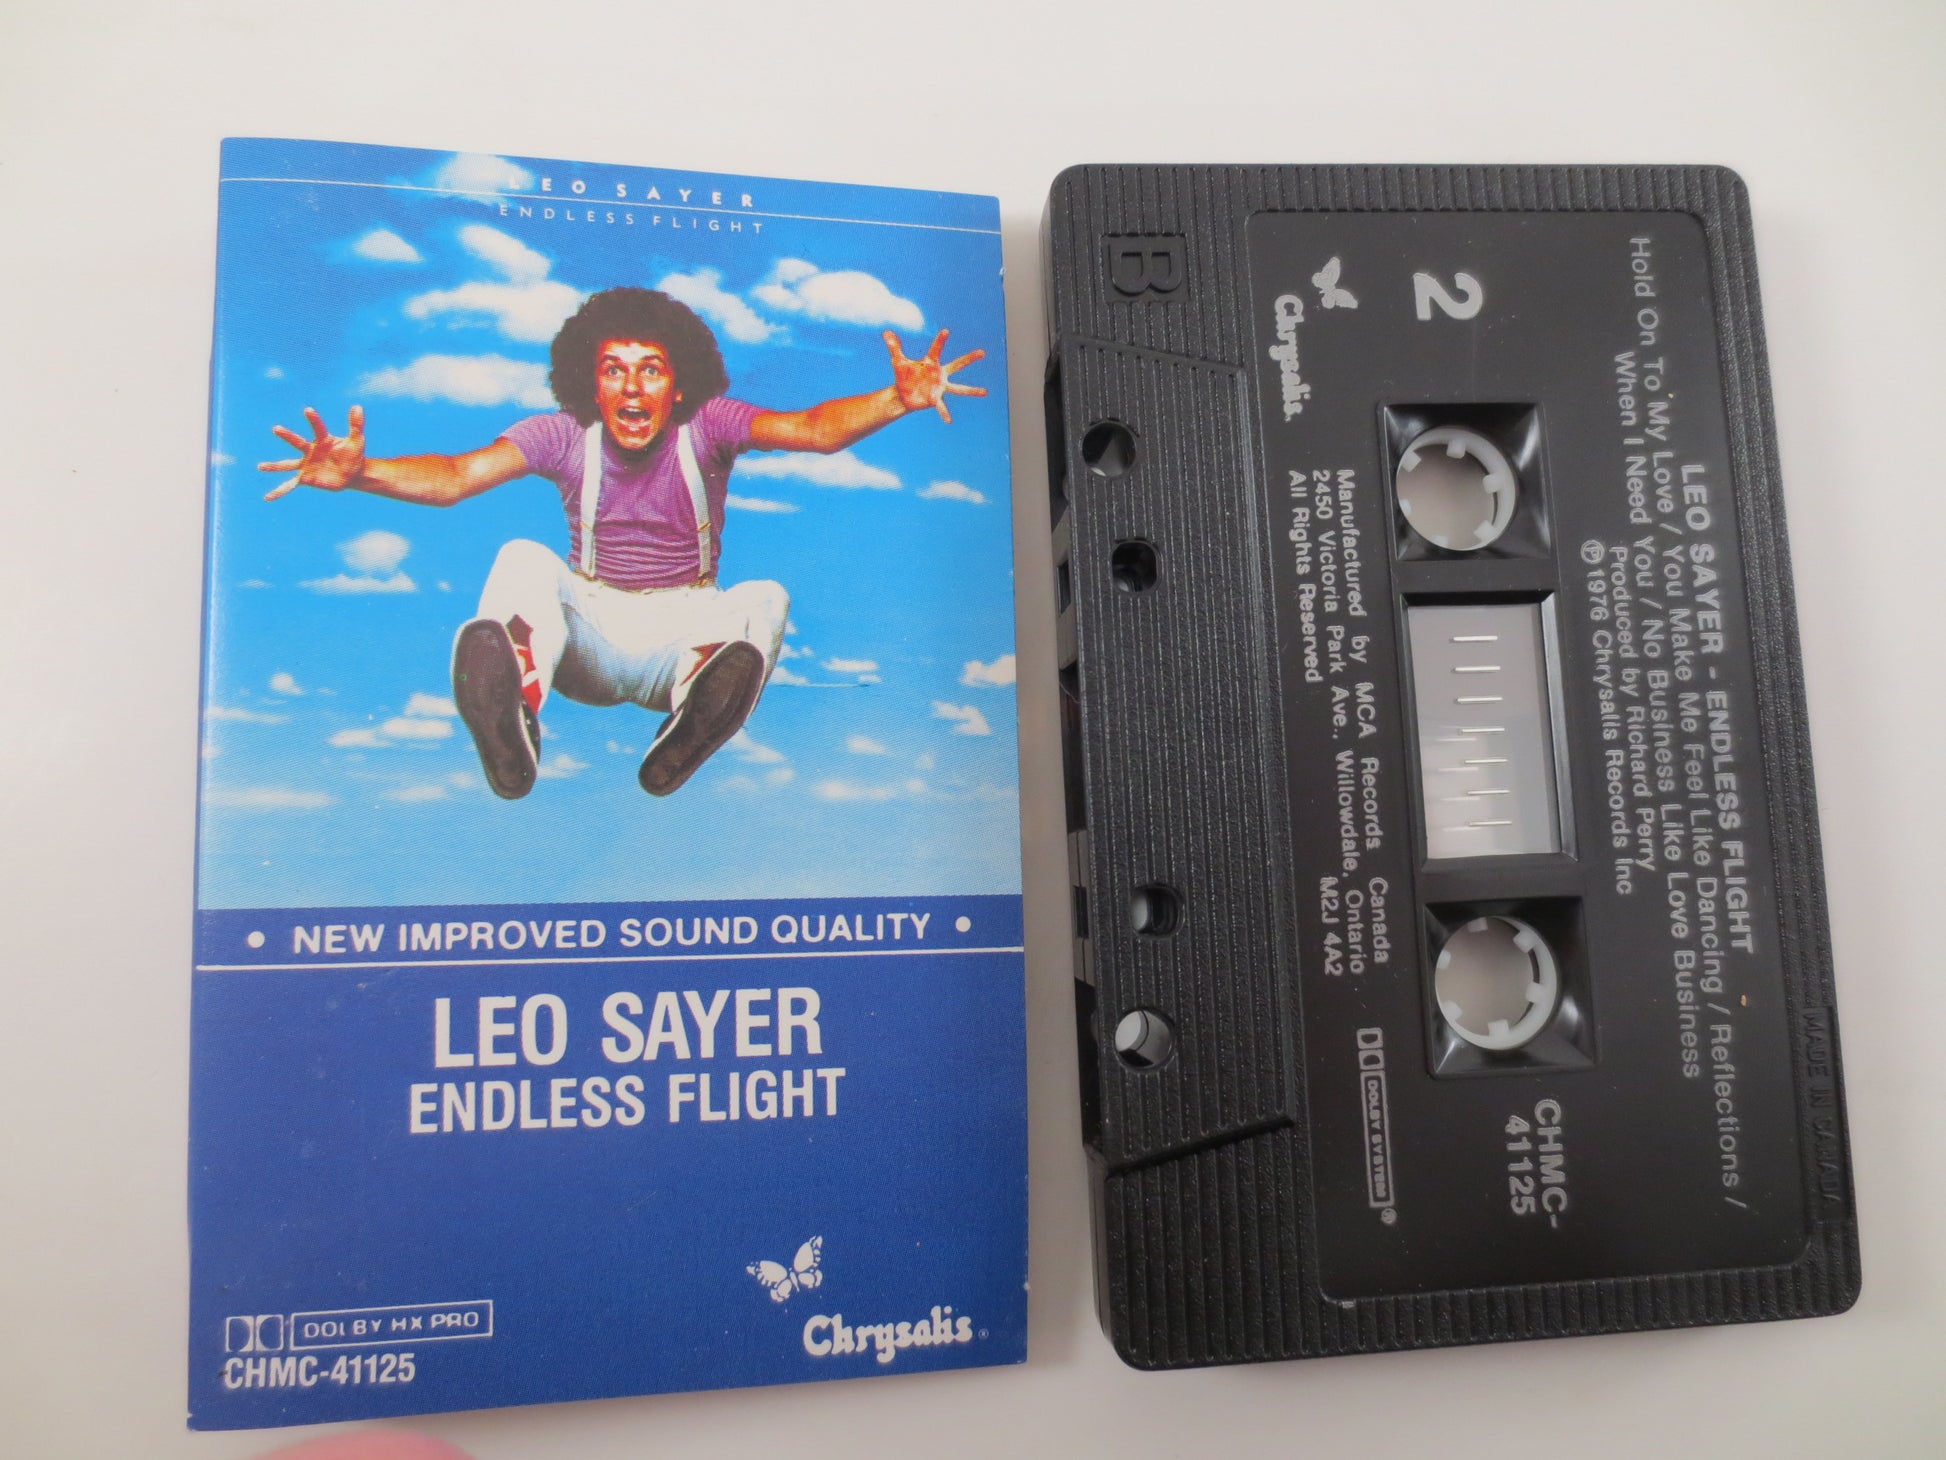 LEO SAYER
ENDLESS FLIGHT
• NEW IMPROVED SOUND QUALITY •
LEO SAYER
ENDLESS FLIGHT
DOLBY HX PRO
CHMC-41125
Chrysalis ®
LEO SAYER - ENDLESS FLIGHT
Hold On To My Love / You Make Me Feel Like Dancing / Reflections /
When I Need You / No Business Like Love Business
Produced by Richard Perry
℗1976 Chrysalis Records Inc
2
CHMC-
41125
Chrysalis.
Manufactured by MCA Records Canada
2450 Victoria Park Ave., Willowdale, Ontario
All Rights Reserved M2J 4A2
DOLBY SYSTEM ®
B
MADE IN CANADA